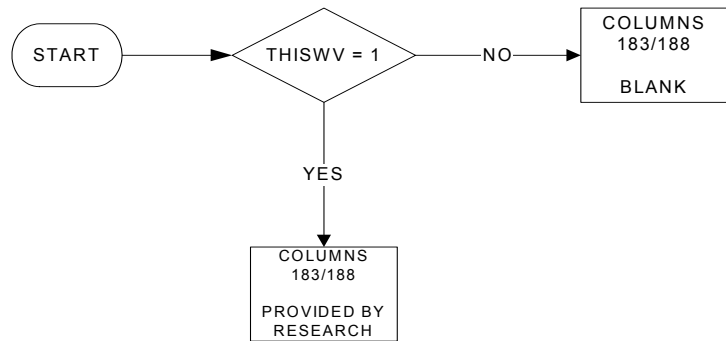 START
THISWV = 1
NO
COLUMNS
183/188
BLANK
YES
COLUMNS
183/188
PROVIDED BY
RESEARCH